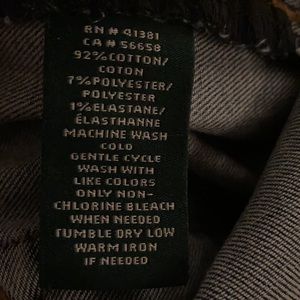 RN # 41381
CA # 56658
92% COTTON/
COTON
7% POLYESTER/
POLYESTER
1% ELASTANE/
ÉLASTHANNE
MACHINE WASH
COLD
GENTLE CYCLE
WASH WITH
LIKE COLORS
ONLY NON-
CHLORINE BLEACH
WHEN NEEDED
TUMBLE DRY LOW
WARM IRON
IF NEEDED